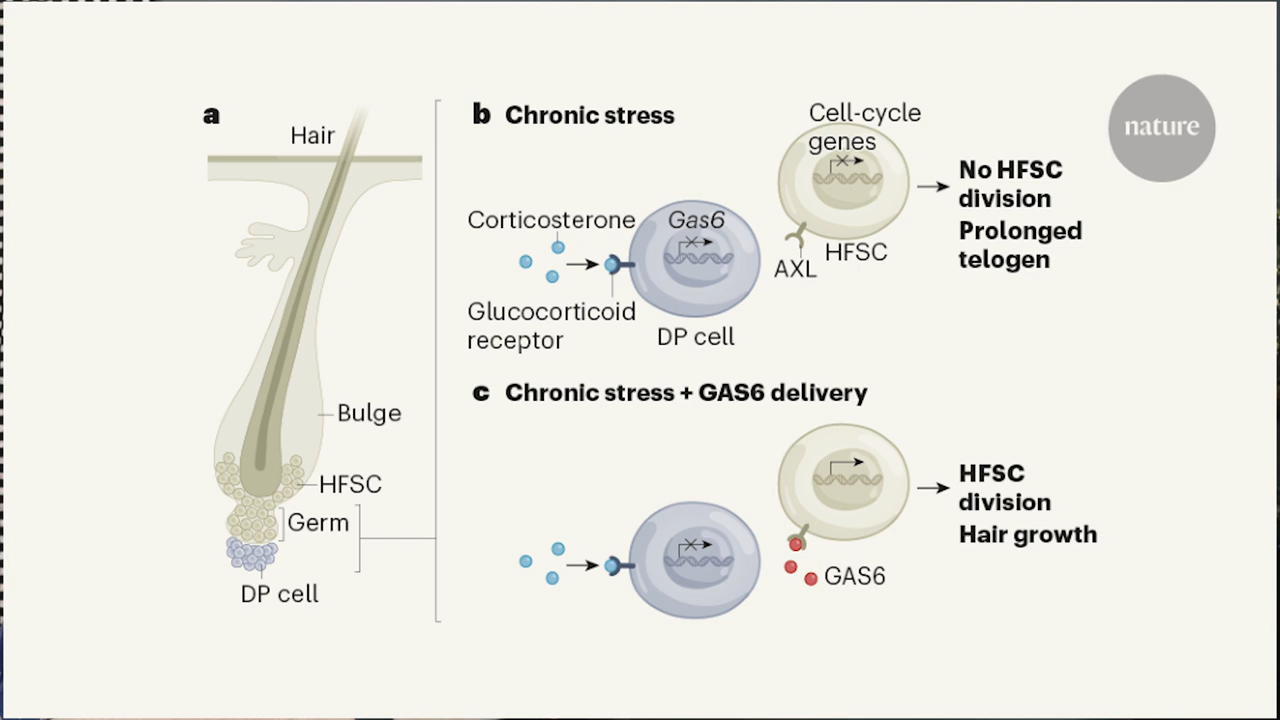 a
Hair
Bulge
HFSC
Germ
DP cell
b Chronic stress
Corticosterone
Gas6
Glucocorticoid
receptor
DP cell
Cell-cycle
genes
AXL
HFSC
No HFSC
division
Prolonged
telogen
c Chronic stress + GAS6 delivery
GAS6
HFSC
division
Hair growth
nature